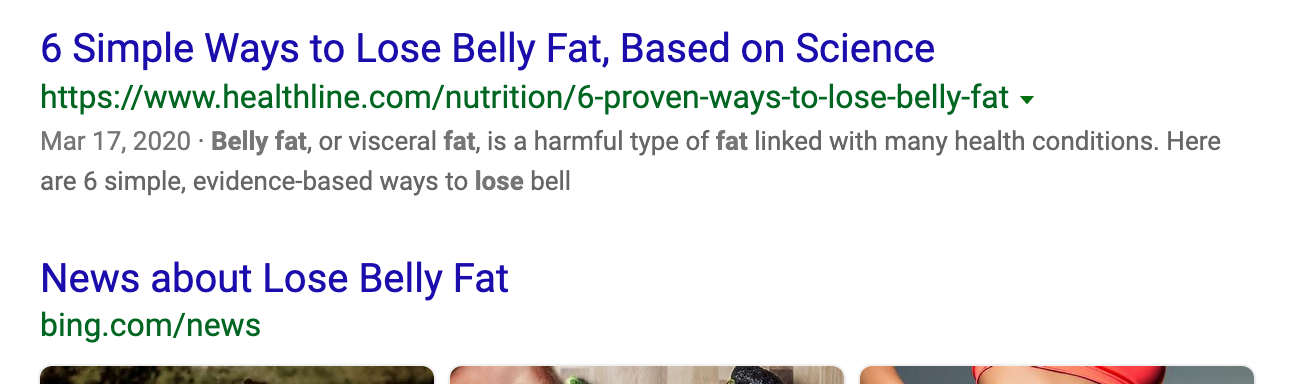 6 Simple Ways to Lose Belly Fat, Based on Science
https://www.healthline.com/nutrition/6-proven-ways-to-lose-belly-fat
Mar 17, 2020 · Belly fat, or visceral fat, is a harmful type of fat linked with many health conditions. Here
are 6 simple, evidence-based ways to lose bell
News about Lose Belly Fat
bing.com/news